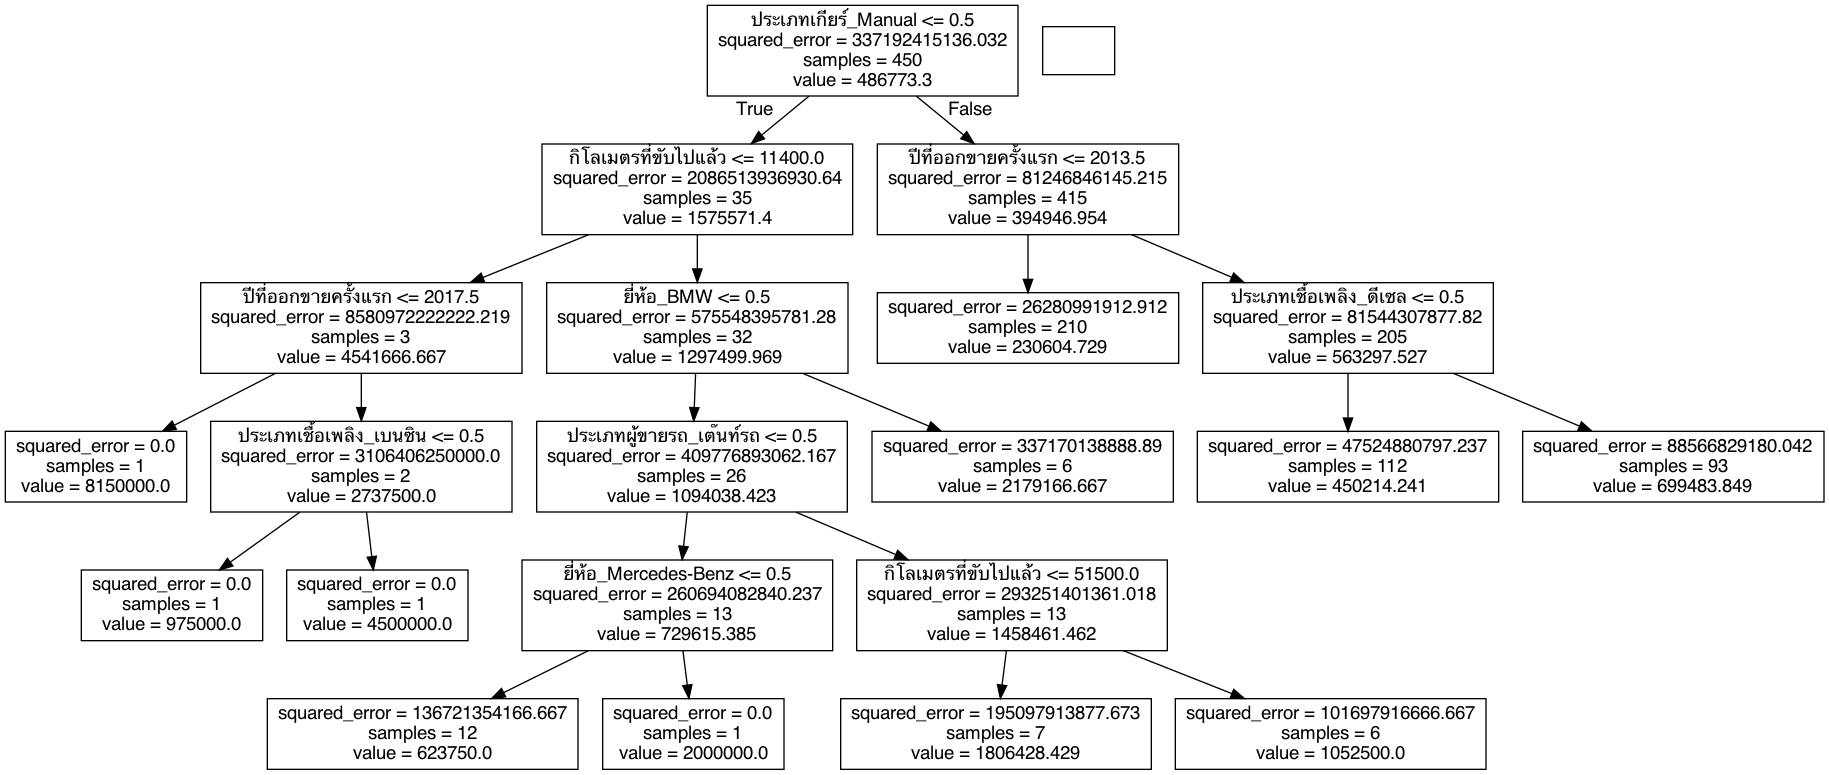 ประเภทเกียร์_Manual <= 0.5
squared_error = 337192415136.032
samples = 450
value = 486773.3
True
False
กิโลเมตรที่ขับไปแล้ว <= 11400.0
squared_error = 2086513936930.64
samples = 35
value = 1575571.4
ปีที่ออกขายครั้งแรก <= 2013.5
squared_error = 81246846145.215
samples = 415
value = 394946.954
ปีที่ออกขายครั้งแรก <= 2017.5
squared_error = 8580972222222.219
samples = 3
value = 4541666.667
ยี่ห้อ_BMW <= 0.5
squared_error = 575548395781.28
samples = 32
value = 1297499.969
squared_error = 26280991912.912
samples = 210
value = 230604.729
ประเภทเชื้อเพลิง_ดีเซล <= 0.5
squared_error = 81544307877.82
samples = 205
value = 563297.527
squared_error = 0.0
samples = 1
value = 8150000.0
ประเภทเชื้อเพลิง_เบนซิน <= 0.5
squared_error = 3106406250000.0
samples = 2
value = 2737500.0
ประเภทผู้ขายรถ_เต๊นท์รถ <= 0.5
squared_error = 409776893062.167
samples = 26
value = 1094038.423
squared_error = 337170138888.89
samples = 6
value = 2179166.667
squared_error = 47524880797.237
samples = 112
value = 450214.241
squared_error = 88566829180.042
samples = 93
value = 699483.849
squared_error = 0.0
samples = 1
value = 975000.0
squared_error = 0.0
samples = 1
value = 4500000.0
ยี่ห้อ_Mercedes-Benz <= 0.5
squared_error = 260694082840.237
samples = 13
value = 729615.385
กิโลเมตรที่ขับไปแล้ว <= 51500.0
squared_error = 293251401361.018
samples = 13
value = 1458461.462
squared_error = 136721354166.667
samples = 12
value = 623750.0
squared_error = 0.0
samples = 1
value = 2000000.0
squared_error = 195097913877.673
samples = 7
value = 1806428.429
squared_error = 101697916666.667
samples = 6
value = 1052500.0